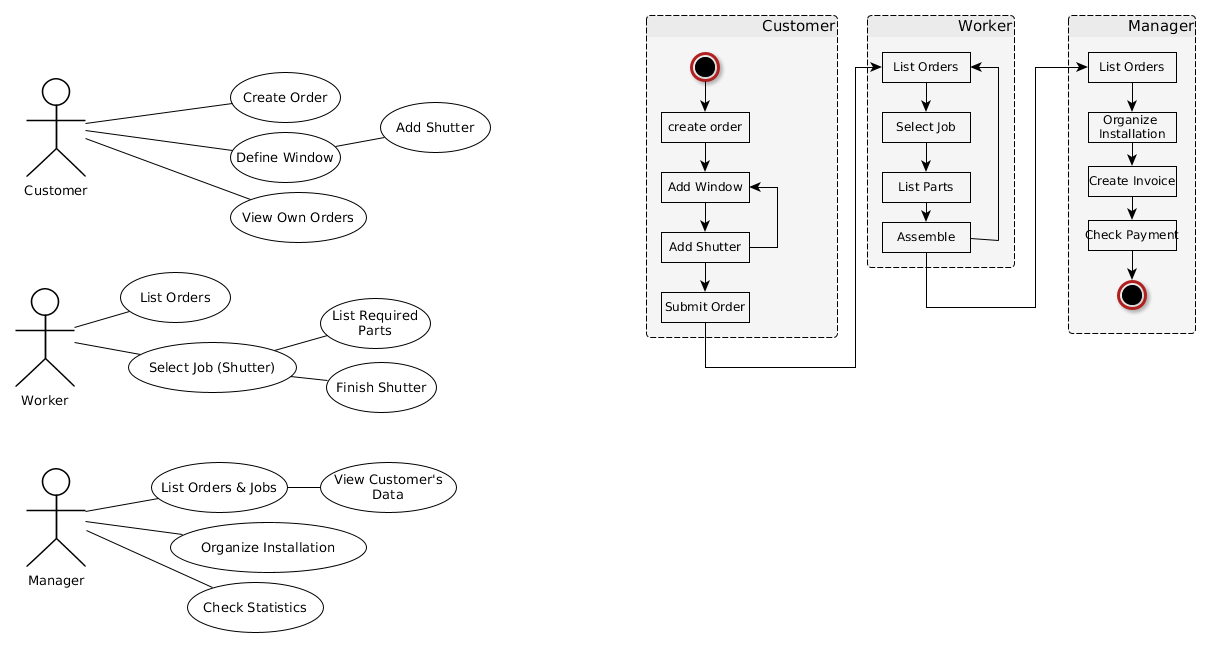 Create Order
Add Shutter
Define Window
Customer
View Own Orders
List Orders
List Required
Parts
Select Job (Shutter)
Finish Shutter
Worker
List Orders & Jobs
View Customer's
Data
Organize Installation
Manager
Check Statistics
Customer
create order
Add Window
Add Shutter
Submit Order
Worker
List Orders
Select Job
List Parts
Assemble
Manager
List Orders
Organize
Installation
Create Invoice
Check Payment